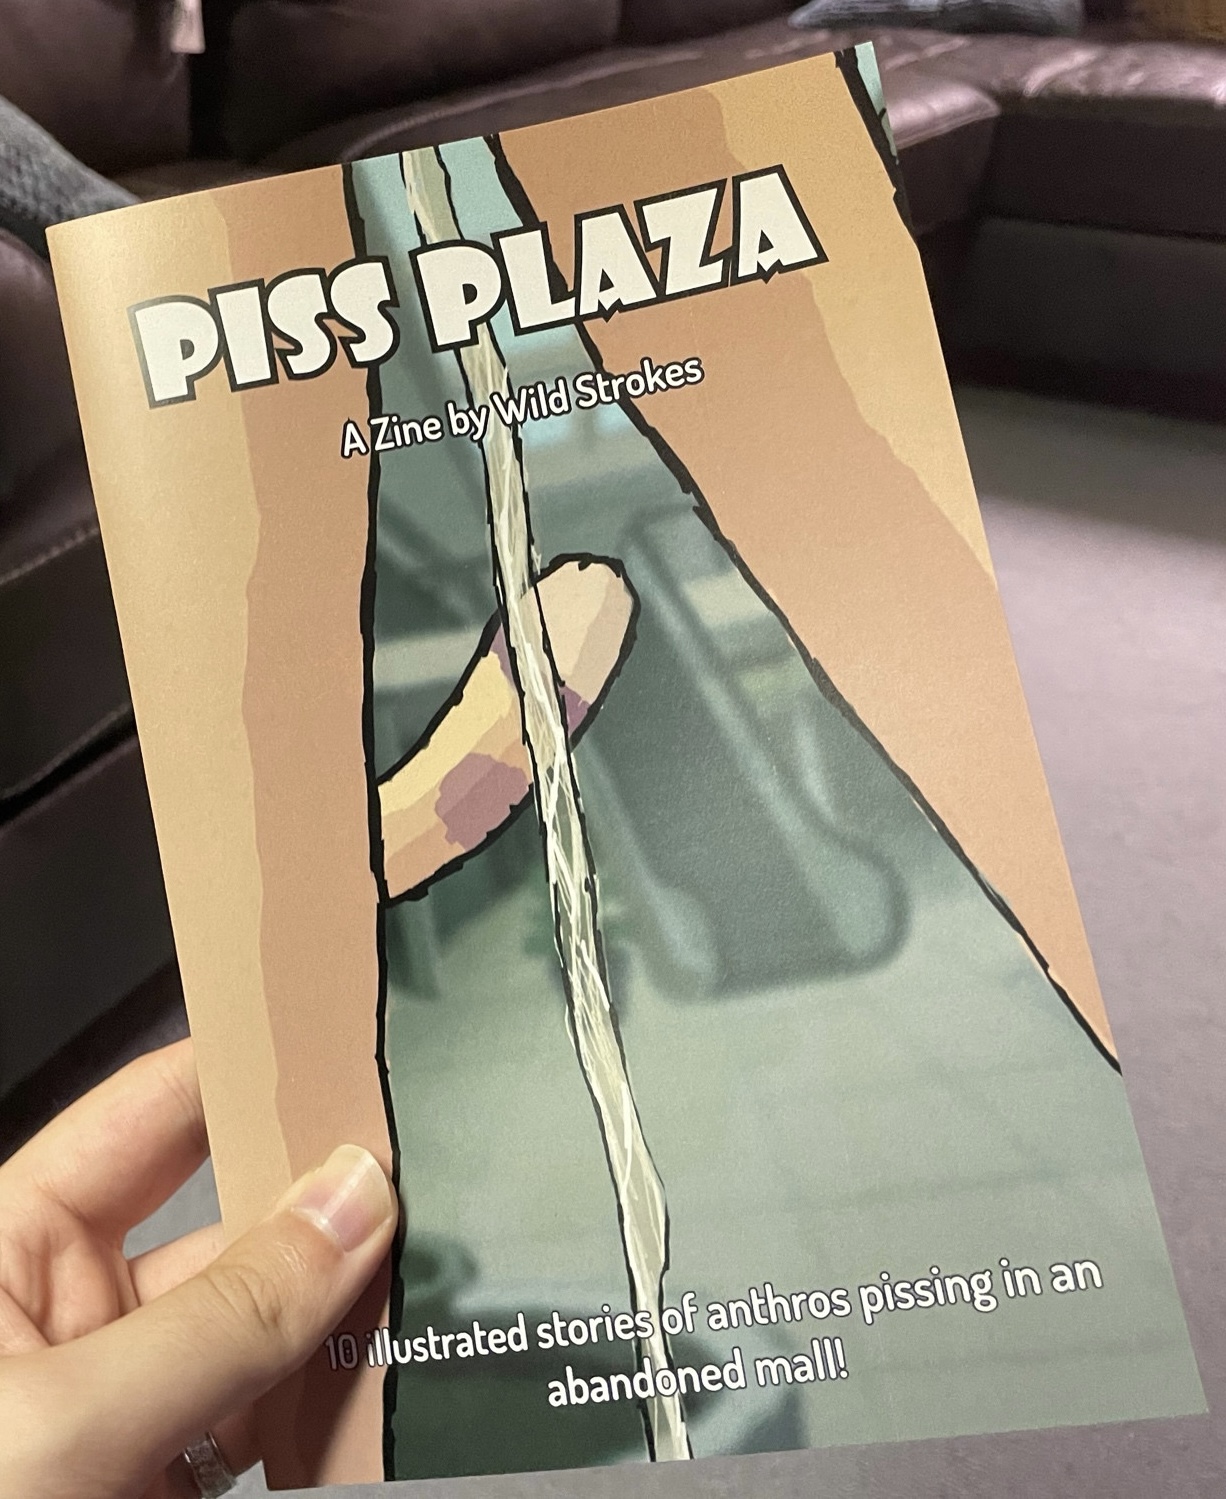 PISS PLAZA
A Zine by Wild Strokes
10 illustrated stories of anthros pissing in an
abandoned mall!